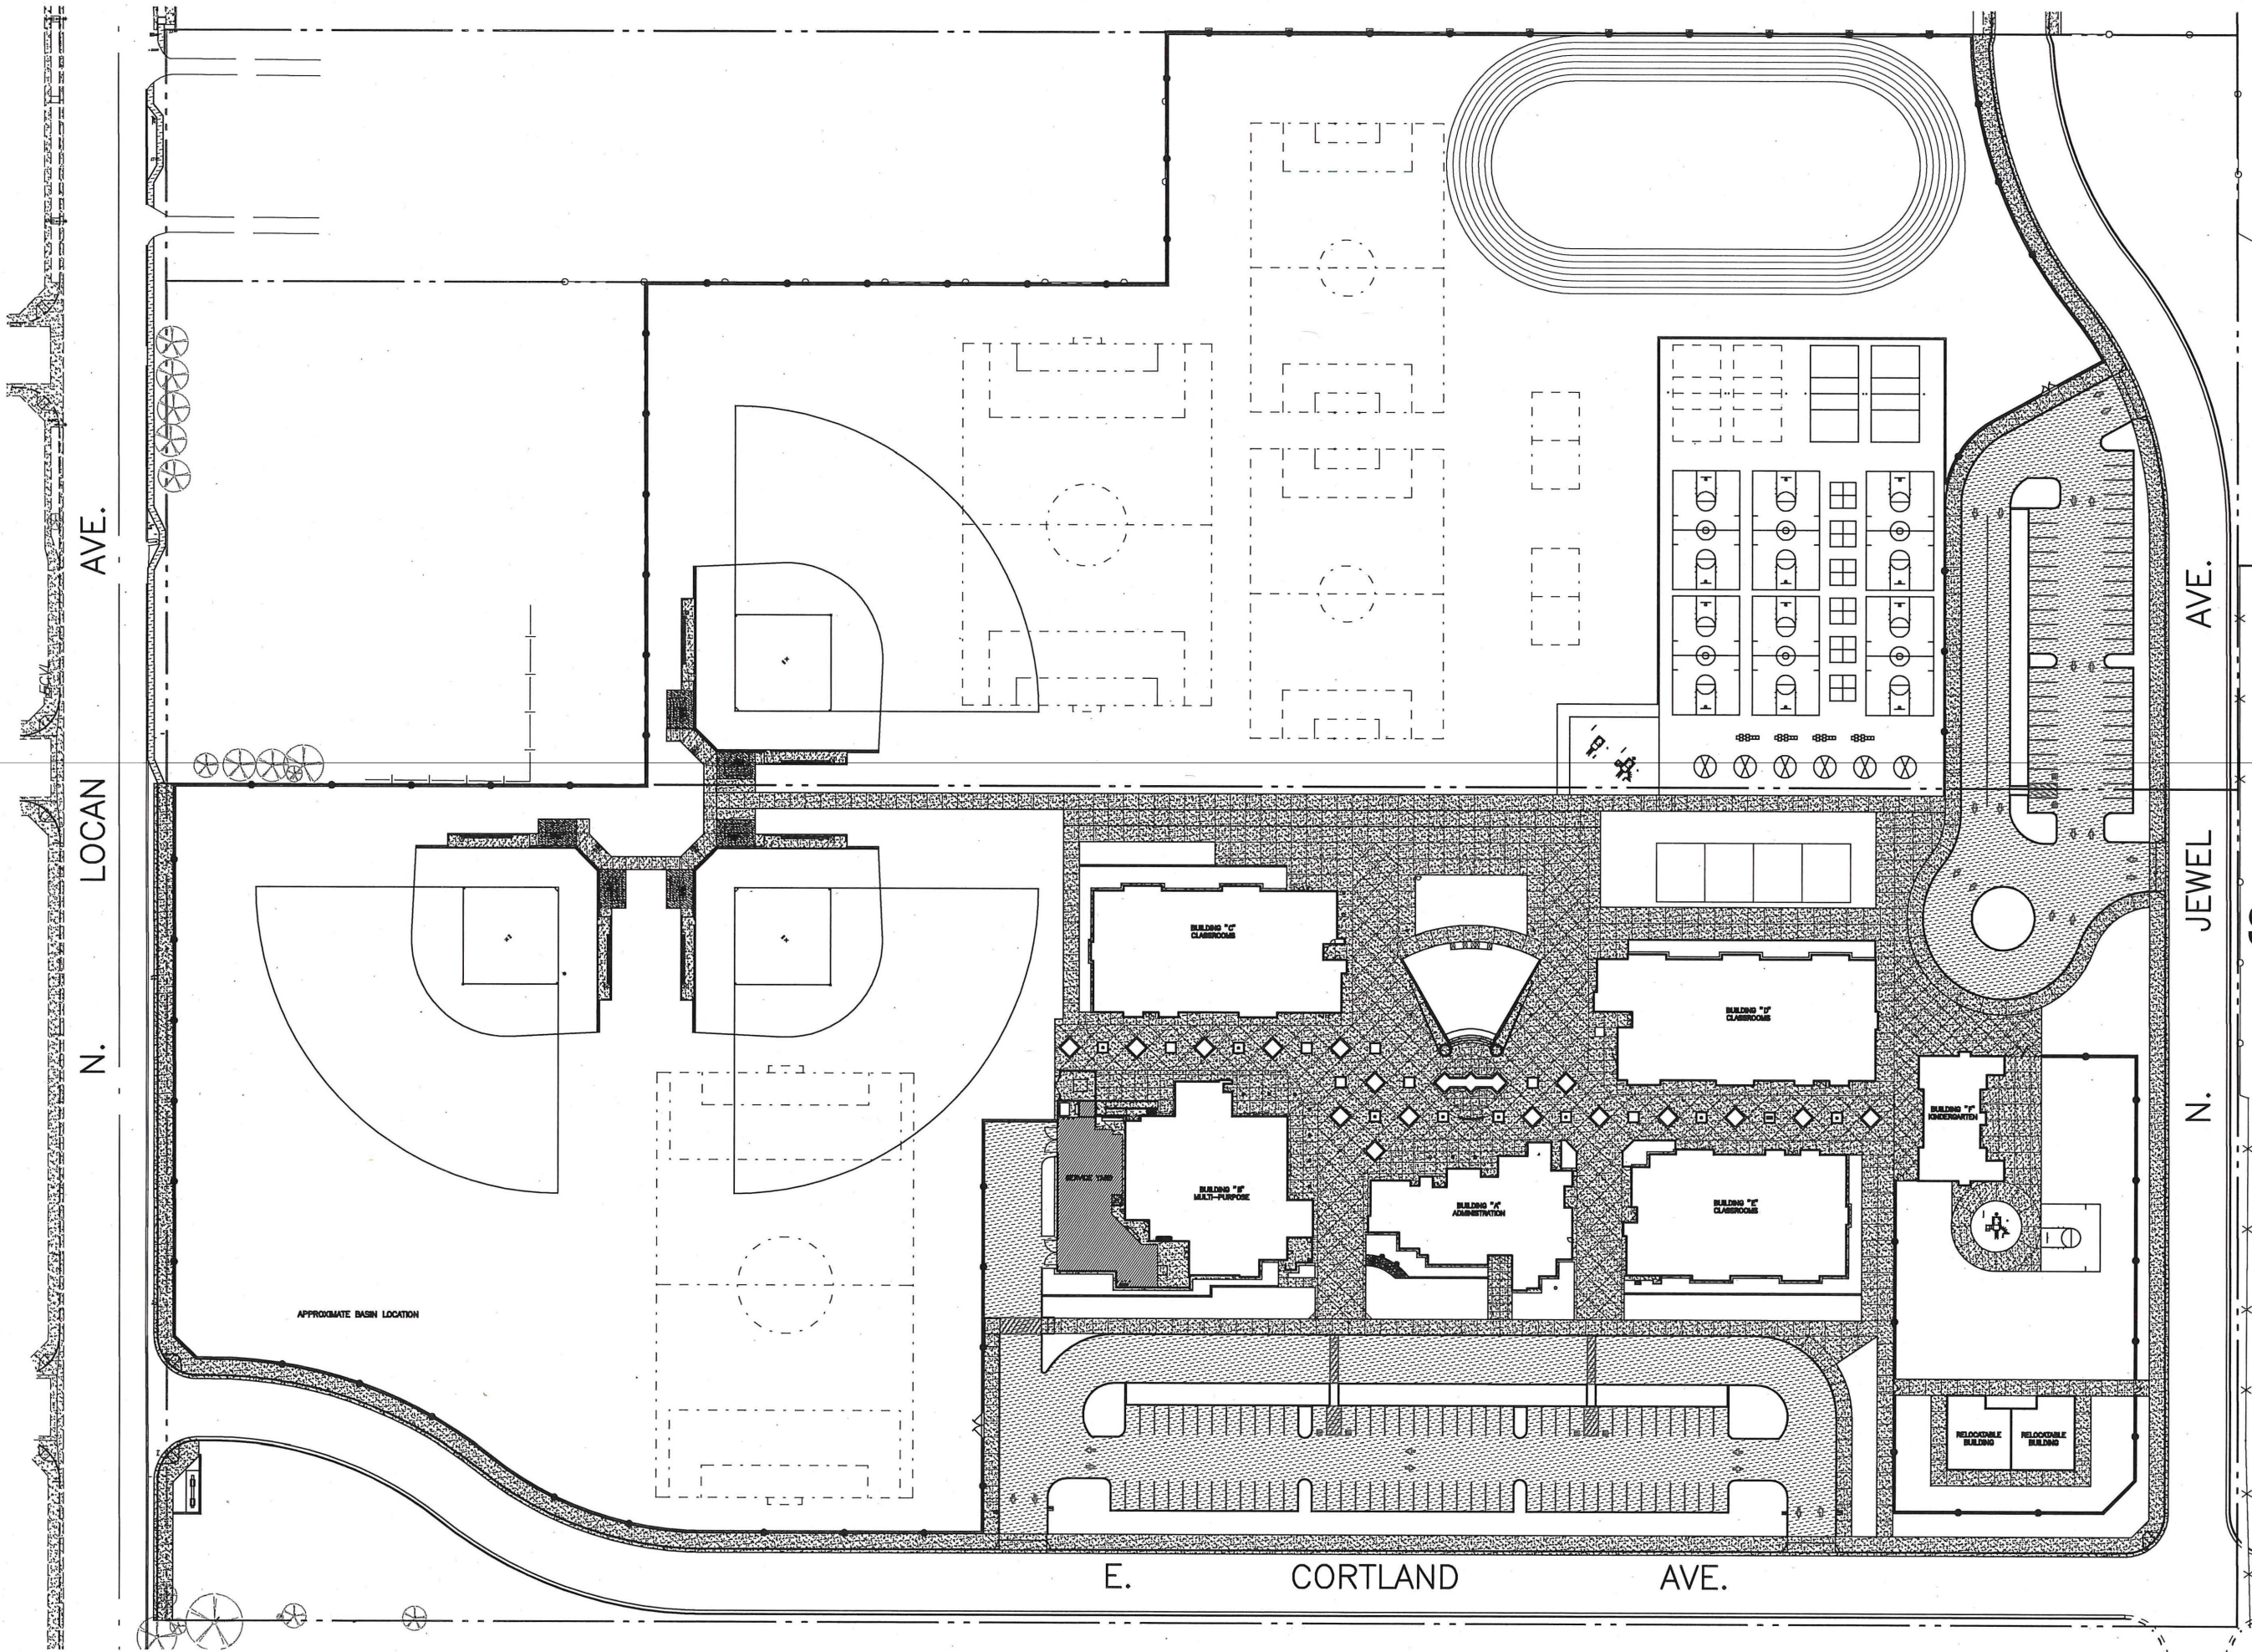 N. LOCAN AVE.
N. JEWEL AVE.
E. CORTLAND AVE.
BUILDING "C"
CLASSROOMS
BUILDING "D"
CLASSROOMS
BUILDING "F"
KINDERGARTEN
SERVICE YARD
BUILDING "B"
MULTI-PURPOSE
BUILDING "A"
ADMINISTRATION
BUILDING "E"
CLASSROOMS
APPROXIMATE BASIN LOCATION
RELOCATABLE
BUILDING
RELOCATABLE
BUILDING